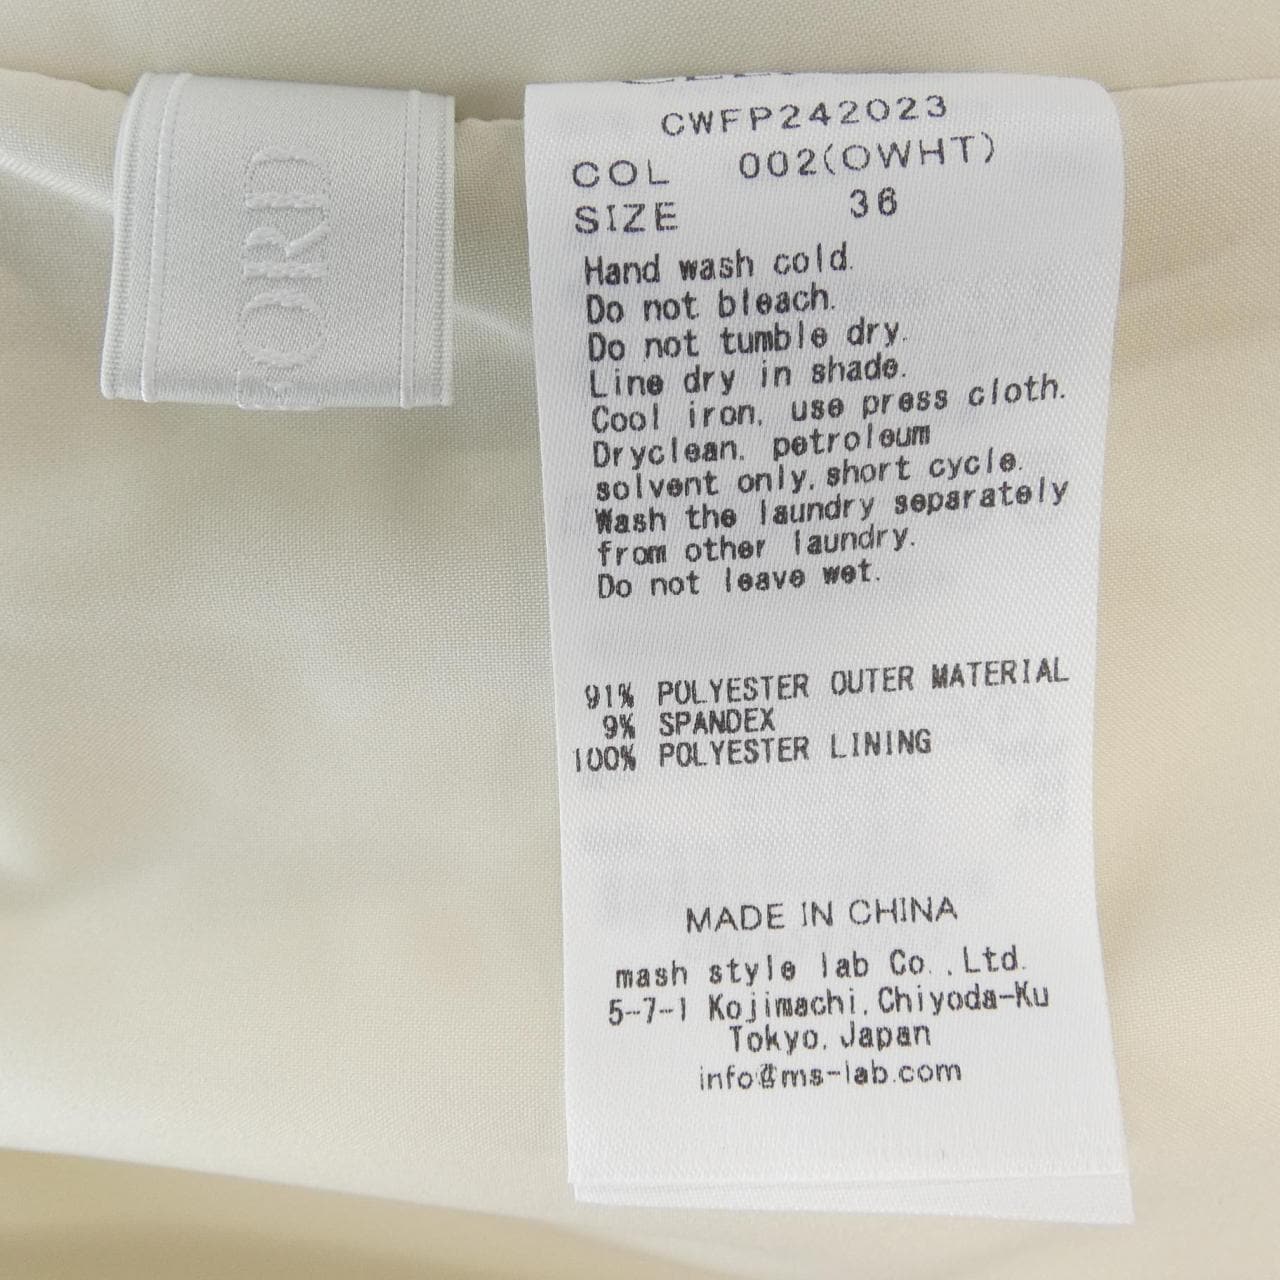 CWFP242023
COL 002(OWHT)
SIZE 36
Hand wash cold.
Do not bleach.
Do not tumble dry.
Line dry in shade.
Cool iron, use press cloth.
Dryclean, petroleum
solvent only, short cycle.
Wash the laundry separately
from other laundry.
Do not leave wet.
91% POLYESTER OUTER MATERIAL
9% SPANDEX
100% POLYESTER LINING
MADE IN CHINA
mash style lab Co.,Ltd.
5-7-1 Kojimachi,Chiyoda-Ku
Tokyo, Japan
info@ms-lab.com